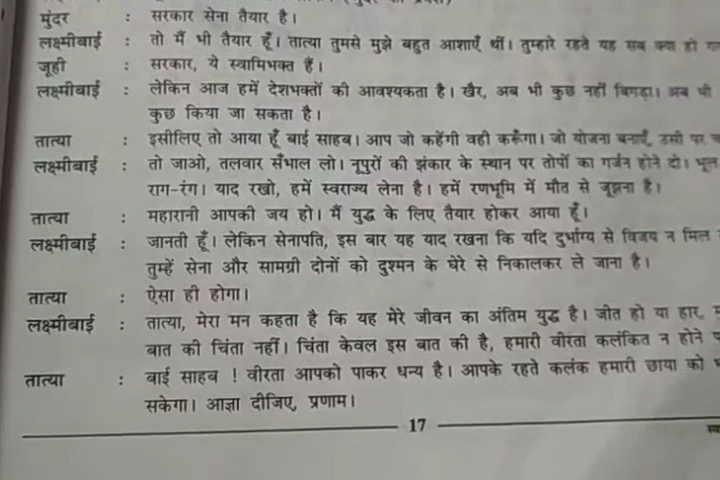 मुंदर : सरकार सेना तैयार है।
लक्ष्मीबाई : तो मैं भी तैयार हूँ। तात्या तुमसे मुझे बहुत आशाएँ थीं। तुम्हारे रहते यह सब क्या हो
जूही : सरकार, ये स्वामिभक्त हैं।
लक्ष्मीबाई : लेकिन आज हमें देशभक्तों की आवश्यकता है। खैर, अब भी कुछ नहीं बिगड़ा। अब भी
कुछ किया जा सकता है।
तात्या : इसीलिए तो आया हूँ बाई साहब। आप जो कहेंगी वही करूँगा। जो योजना बनाएँ, उसी पर
लक्ष्मीबाई : तो जाओ, तलवार सँभाल लो। नूपुरों की झंकार के स्थान पर तोपों का गर्जन होने दो। भूल
राग-रंग। याद रखो, हमें स्वराज्य लेना है। हमें रणभूमि में मौत से जूझना है।
तात्या : महारानी आपकी जय हो। मैं युद्ध के लिए तैयार होकर आया हूँ।
लक्ष्मीबाई : जानती हूँ। लेकिन सेनापति, इस बार यह याद रखना कि यदि दुर्भाग्य से विजय न मिल
तुम्हें सेना और सामग्री दोनों को दुश्मन के घेरे से निकालकर ले जाना है।
तात्या : ऐसा ही होगा।
लक्ष्मीबाई : तात्या, मेरा मन कहता है कि यह मेरे जीवन का अंतिम युद्ध है। जीत हो या हार,
बात की चिंता नहीं। चिंता केवल इस बात की है, हमारी वीरता कलंकित न होने
तात्या : बाई साहब ! वीरता आपको पाकर धन्य है। आपके रहते कलंक हमारी छाया को
सकेगा। आज्ञा दीजिए, प्रणाम।
17